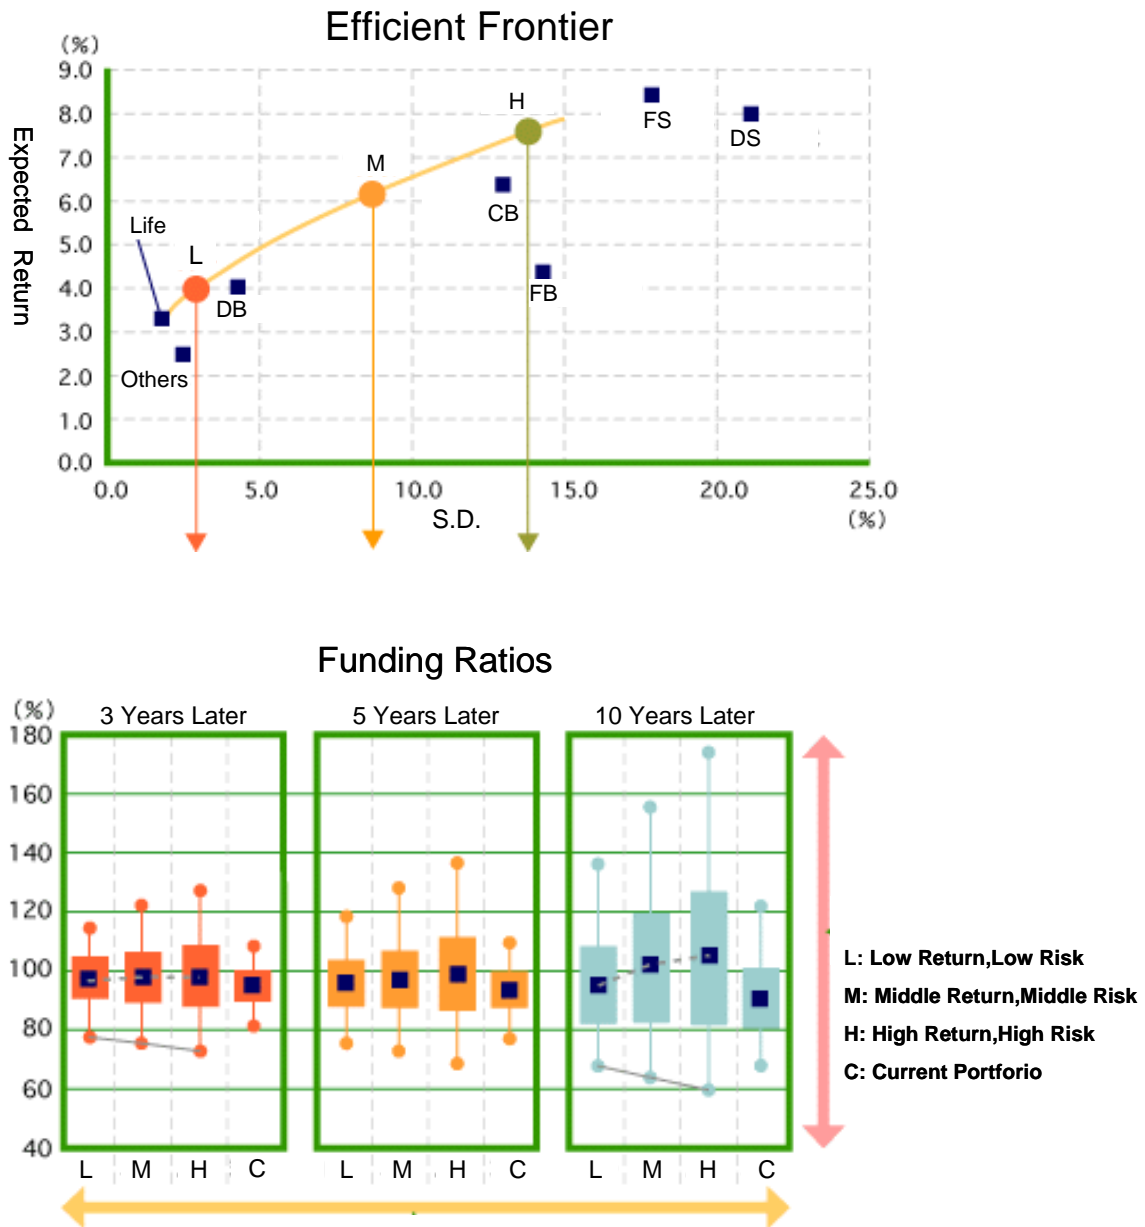 Efficient Frontier
(%)
9.0
8.0
7.0
6.0
5.0
4.0
3.0
2.0
1.0
0.0
Expected Return
H
FS
DS
M
CB
Life
L
FB
DB
Others
0.0 5.0 10.0 15.0 20.0 25.0
S.D.
(%)
Funding Ratios
(%)
3 Years Later 5 Years Later 10 Years Later
180
160
140
120
100
80
60
40
L: Low Return,Low Risk
M: Middle Return,Middle Risk
H: High Return,High Risk
C: Current Portforio
L M H C L M H C L M H C